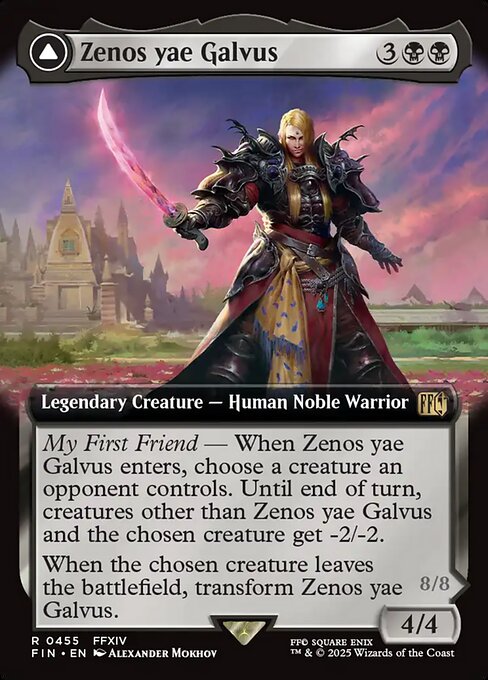 Zenos yae Galvus 3
Legendary Creature — Human Noble Warrior FFXIV
My First Friend — When Zenos yae
Galvus enters, choose a creature an
opponent controls. Until end of turn,
creatures other than Zenos yae Galvus
and the chosen creature get -2/-2.
When the chosen creature leaves
the battlefield, transform Zenos yae
Galvus.
8/8
4/4
R 0455 FFXIV
FIN • EN Alexander Mokhov
FF© SQUARE ENIX
™ & © 2025 Wizards of the Coast